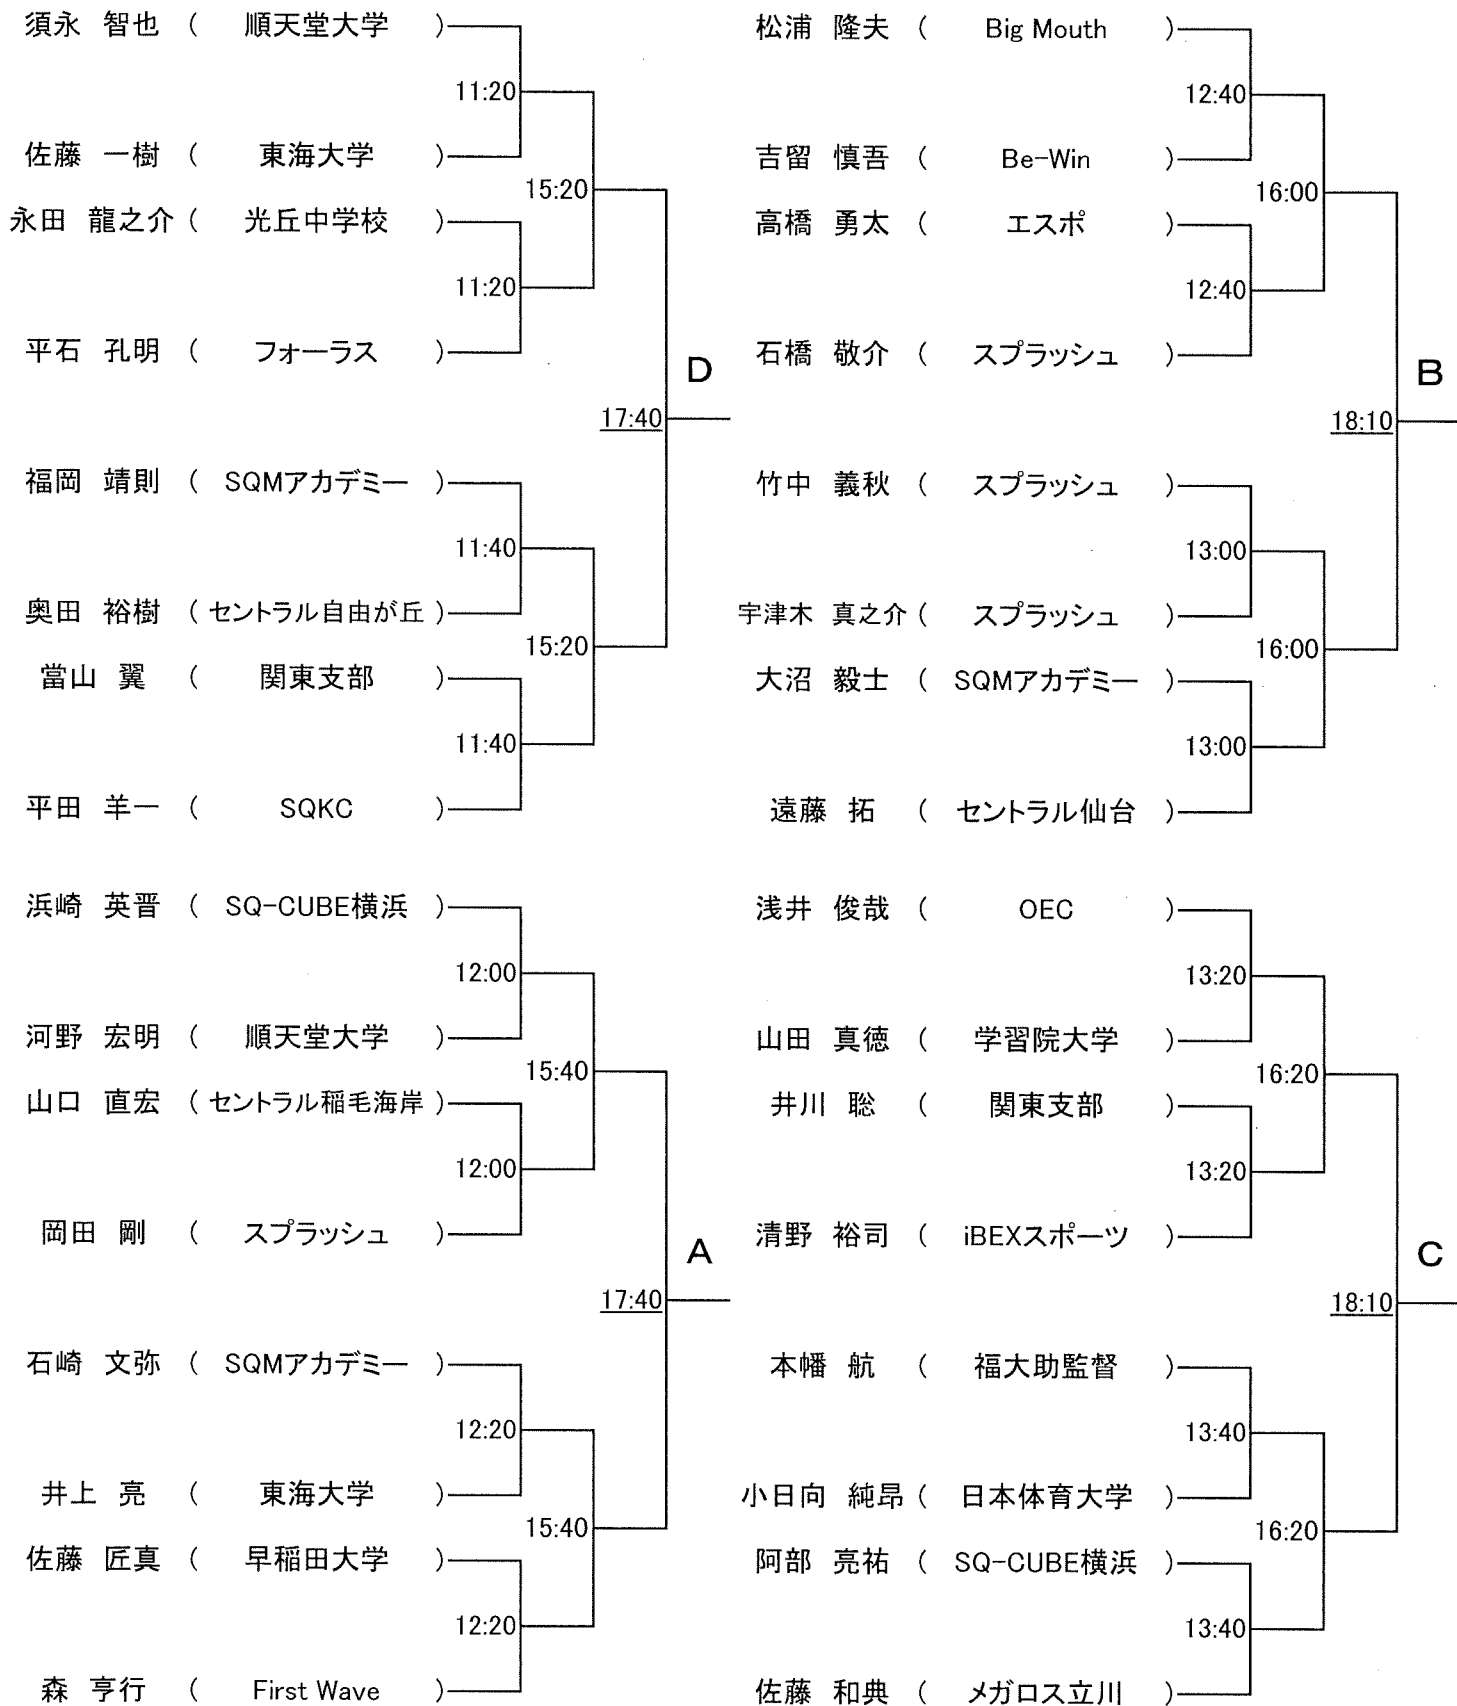 須永 智也 ( 順天堂大学 )
11:20
佐藤 一樹 ( 東海大学 )
15:20
永田 龍之介 ( 光丘中学校 )
11:20
平石 孔明 ( フォーラス )
D
17:40
福岡 靖則 ( SQMアカデミー )
11:40
奥田 裕樹 ( セントラル自由が丘 )
15:20
當山 翼 ( 関東支部 )
11:40
平田 羊一 ( SQKC )
浜崎 英晋 ( SQ-CUBE横浜 )
12:00
河野 宏明 ( 順天堂大学 )
15:40
山口 直宏 ( セントラル稲毛海岸 )
12:00
岡田 剛 ( スプラッシュ )
A
17:40
石崎 文弥 ( SQMアカデミー )
12:20
井上 亮 ( 東海大学 )
15:40
佐藤 匠真 ( 早稲田大学 )
12:20
森 亨行 ( First Wave )
松浦 隆夫 ( Big Mouth )
12:40
吉留 慎吾 ( Be-Win )
16:00
高橋 勇太 ( エスポ )
12:40
石橋 敬介 ( スプラッシュ )
B
18:10
竹中 義秋 ( スプラッシュ )
13:00
宇津木 真之介 ( スプラッシュ )
16:00
大沼 毅士 ( SQMアカデミー )
13:00
遠藤 拓 ( セントラル仙台 )
浅井 俊哉 ( OEC )
13:20
山田 真徳 ( 学習院大学 )
16:20
井川 聡 ( 関東支部 )
13:20
清野 裕司 ( iBEXスポーツ )
C
18:10
本幡 航 ( 福大助監督 )
13:40
小日向 純昂 ( 日本体育大学 )
16:20
阿部 亮祐 ( SQ-CUBE横浜 )
13:40
佐藤 和典 ( メガロス立川 )